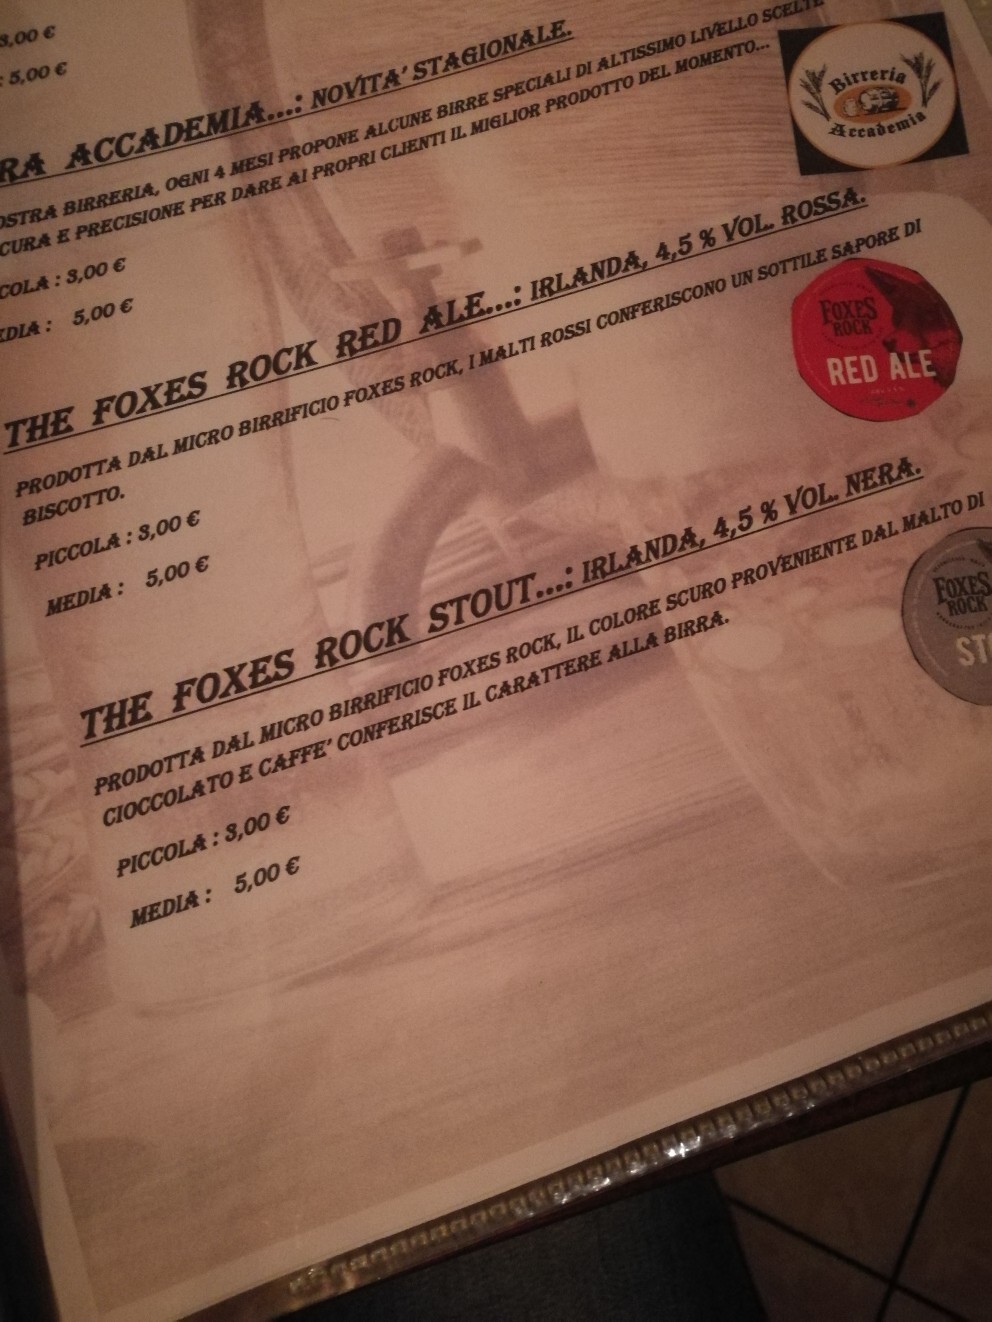 3,00 €
: 5,00 €
RA ACCADEMIA...: NOVITA' STAGIONALE.
OSTRA BIRRERIA, OGNI 4 MESI PROPONE ALCUNE BIRRE SPECIALI DI ALTISSIMO LIVELLO SCELTE
CURA E PRECISIONE PER DARE AI PROPRI CLIENTI IL MIGLIOR PRODOTTO DEL MOMENTO...
Birreria
Accademia
COLA : 3,00 €
EDIA : 5,00 €
THE FOXES ROCK RED ALE...: IRLANDA, 4,5 % VOL. ROSSA.
PRODOTTA DAL MICRO BIRRIFICIO FOXES ROCK, I MALTI ROSSI CONFERISCONO UN SOTTILE SAPORE DI
BISCOTTO.
FOXES
ROCK
RED ALE
PICCOLA : 3,00 €
MEDIA : 5,00 €
THE FOXES ROCK STOUT...: IRLANDA, 4,5 % VOL. NERA.
PRODOTTA DAL MICRO BIRRIFICIO FOXES ROCK, IL COLORE SCURO PROVENIENTE DAL MALTO DI
CIOCCOLATO E CAFFE' CONFERISCE IL CARATTERE ALLA BIRRA.
FOXES
ROCK
STO
PICCOLA : 3,00 €
MEDIA : 5,00 €